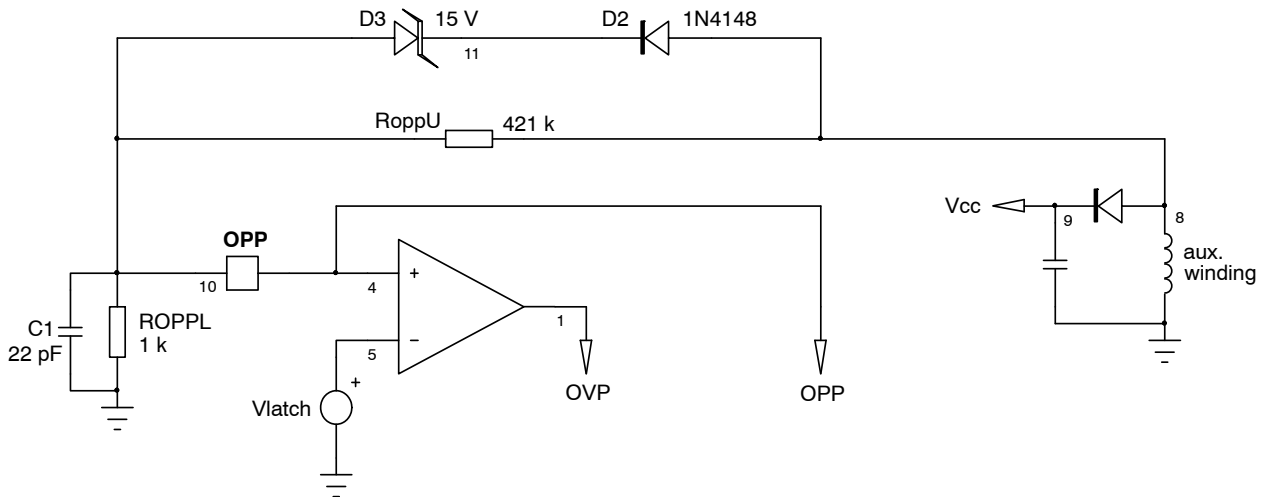 D3 15 V
11
D2 1N4148
RoppU 421 k
Vcc
9
8
aux.
winding
OPP
10
4
+
5
−
1
C1
22 pF
ROPPL
1 k
Vlatch
+
OVP
OPP